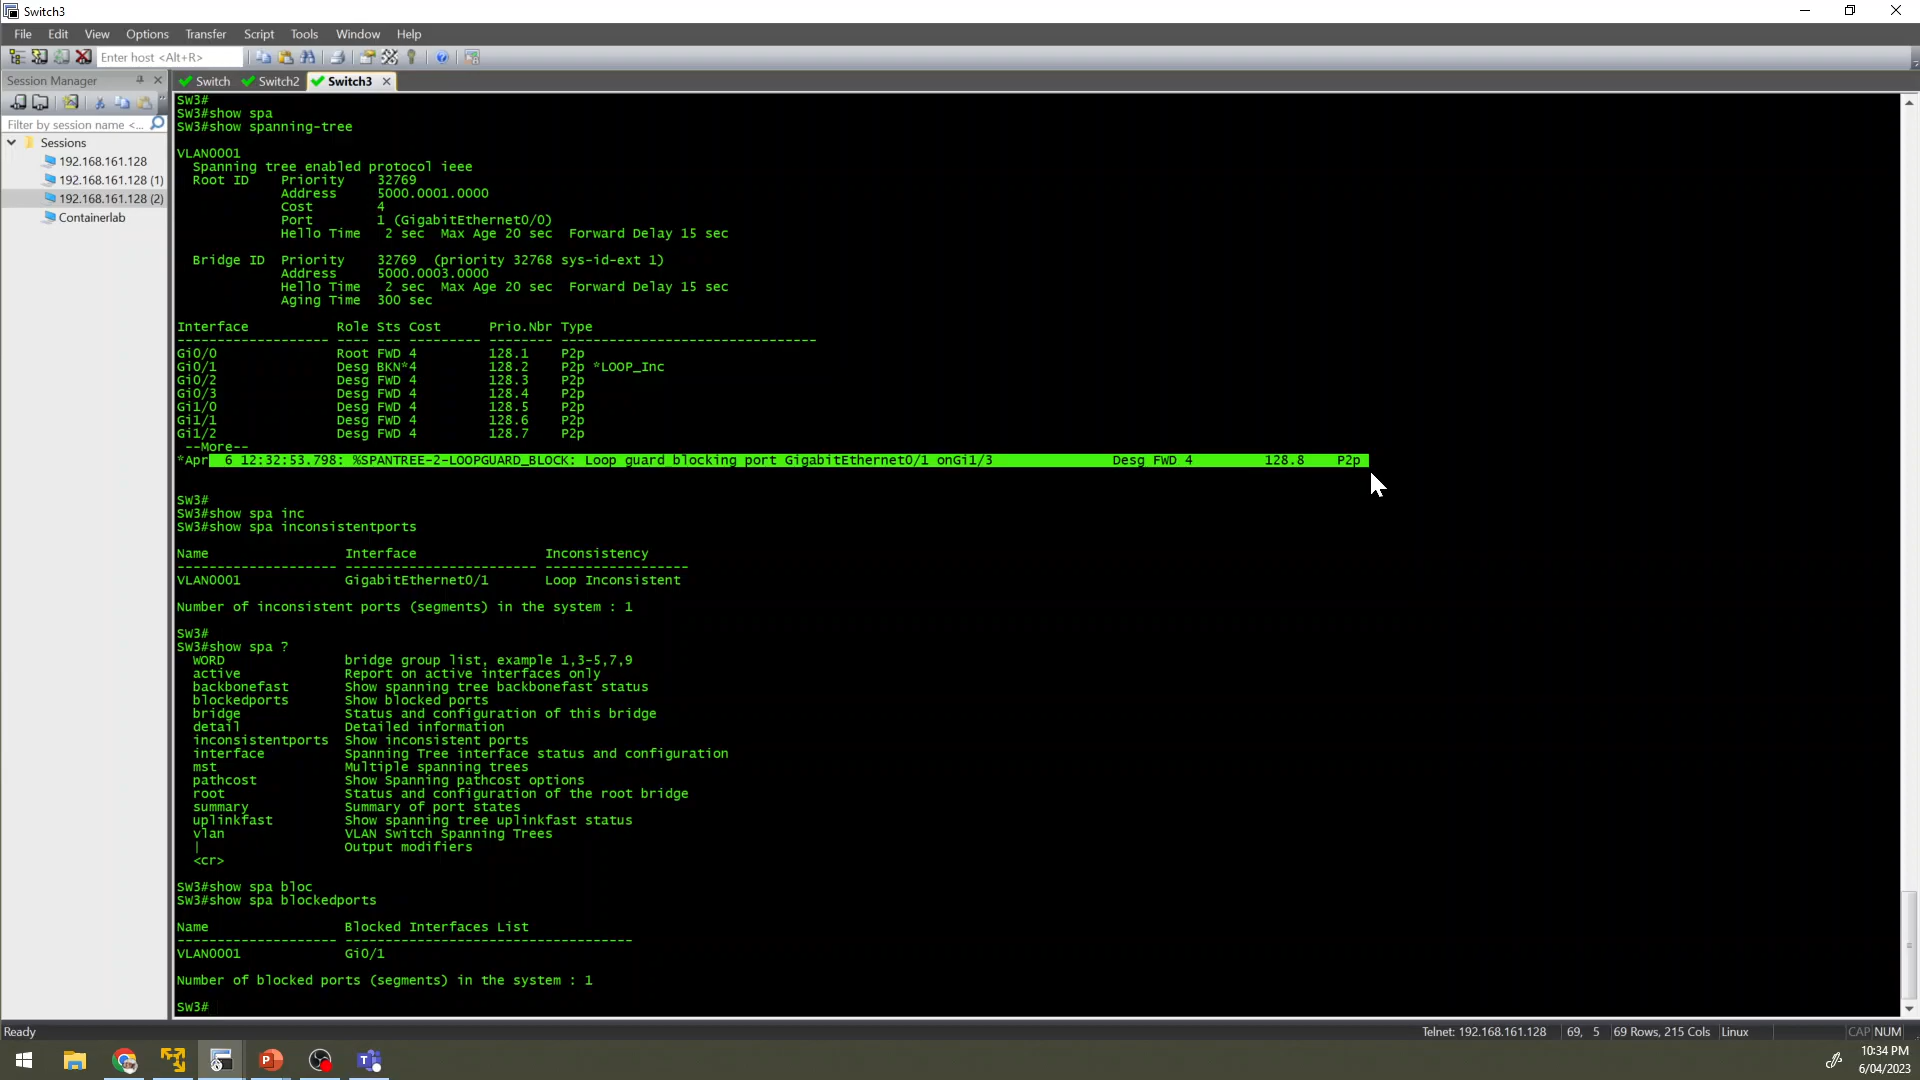 Switch3
File Edit View Options Transfer Script Tools Window Help
Enter host <Alt+R>
Session Manager
Switch Switch2 Switch3
Filter by session name <...
Sessions
192.168.161.128
192.168.161.128 (1)
192.168.161.128 (2)
Containerlab
SW3#
SW3#show spa
SW3#show spanning-tree
VLAN0001
Spanning tree enabled protocol ieee
Root ID Priority 32769
Address 5000.0001.0000
Cost 4
Port 1 (GigabitEthernet0/0)
Hello Time 2 sec Max Age 20 sec Forward Delay 15 sec
Bridge ID Priority 32769 (priority 32768 sys-id-ext 1)
Address 5000.0003.0000
Hello Time 2 sec Max Age 20 sec Forward Delay 15 sec
Aging Time 300 sec
Interface Role Sts Cost Prio.Nbr Type
------------------- ---- --- --------- -------- --------------------------------
Gi0/0 Root FWD 4 128.1 P2p
Gi0/1 Desg BKN*4 128.2 P2p *LOOP_Inc
Gi0/2 Desg FWD 4 128.3 P2p
Gi0/3 Desg FWD 4 128.4 P2p
Gi1/0 Desg FWD 4 128.5 P2p
Gi1/1 Desg FWD 4 128.6 P2p
Gi1/2 Desg FWD 4 128.7 P2p
--More--
*Apr 6 12:32:53.798: %SPANTREE-2-LOOPGUARD_BLOCK: Loop guard blocking port GigabitEthernet0/1 onGi1/3 Desg FWD 4 128.8 P2p
SW3#
SW3#show spa inc
SW3#show spa inconsistentports
Name Interface Inconsistency
-------------------- ------------------------ ------------------
VLAN0001 GigabitEthernet0/1 Loop Inconsistent
Number of inconsistent ports (segments) in the system : 1
SW3#
SW3#show spa ?
WORD bridge group list, example 1,3-5,7,9
active Report on active interfaces only
backbonefast Show spanning tree backbonefast status
blockedports Show blocked ports
bridge Status and configuration of this bridge
detail Detailed information
inconsistentports Show inconsistent ports
interface Spanning Tree interface status and configuration
mst Multiple spanning trees
pathcost Show Spanning pathcost options
root Status and configuration of the root bridge
summary Summary of port states
uplinkfast Show spanning tree uplinkfast status
vlan VLAN Switch Spanning Trees
| Output modifiers
<cr>
SW3#show spa bloc
SW3#show spa blockedports
Name Blocked Interfaces List
-------------------- ------------------------------------
VLAN0001 Gi0/1
Number of blocked ports (segments) in the system : 1
SW3#
Ready Telnet: 192.168.161.128 69, 5 69 Rows, 215 Cols Linux CAP NUM
10:34 PM
6/04/2023